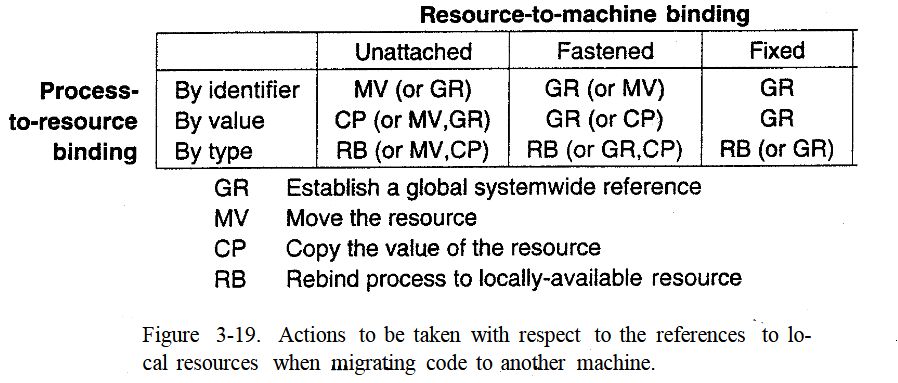 Resource-to-machine binding
Unattached Fastened Fixed
Process- By identifier MV (or GR) GR (or MV) GR
to-resource By value CP (or MV,GR) GR (or CP) GR
binding By type RB (or MV,CP) RB (or GR,CP) RB (or GR)
GR Establish a global systemwide reference
MV Move the resource
CP Copy the value of the resource
RB Rebind process to locally-available resource
Figure 3-19. Actions to be taken with respect to the references to lo-
cal resources when migrating code to another machine.